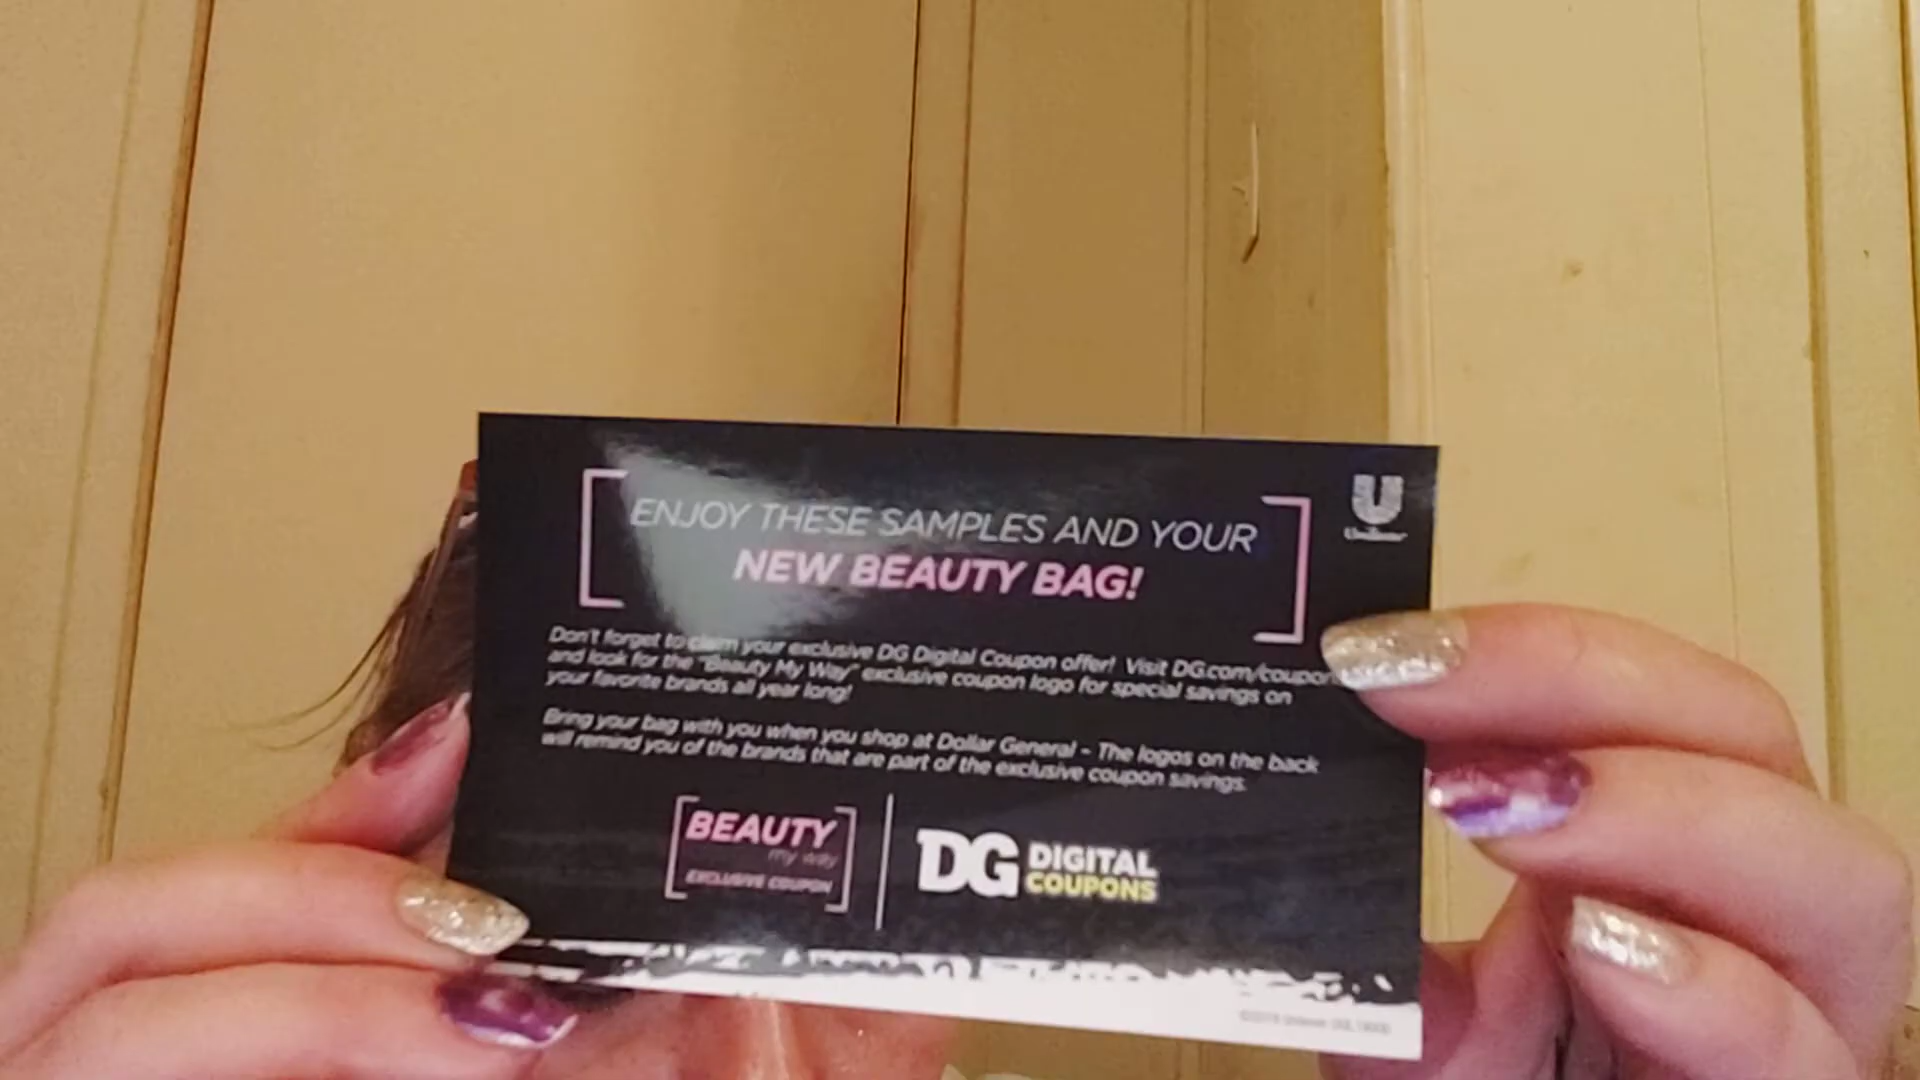 ENJOY THESE SAMPLES AND YOUR
NEW BEAUTY BAG!
Unilever
Don't forget to claim your exclusive DG Digital Coupon offer! Visit DG.com/coupon
and look for the "Beauty My Way" exclusive coupon logo for special savings on
your favorite brands all year long!
Bring your bag with you when you shop at Dollar General - The logos on the back
will remind you of the brands that are part of the exclusive coupon savings.
BEAUTY
my way
EXCLUSIVE COUPON
DG DIGITAL
COUPONS